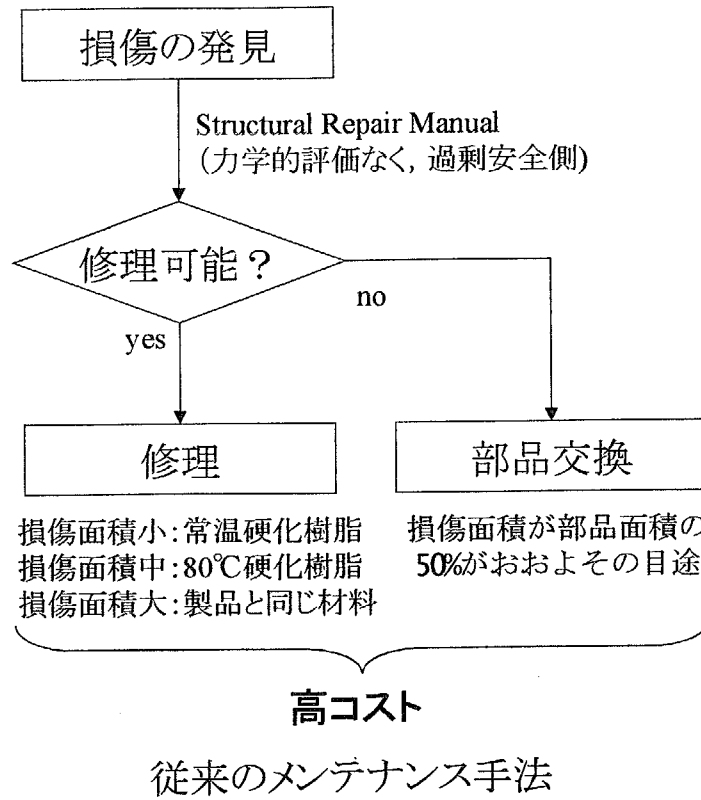 損傷の発見
Structural Repair Manual
（力学的評価なく, 過剰安全側)
修理可能？
no
yes
修理
部品交換
損傷面積小：常温硬化樹脂
損傷面積中：80℃硬化樹脂
損傷面積大：製品と同じ材料
損傷面積が部品面積の
50%がおおよその目途
高コスト
従来のメンテナンス手法